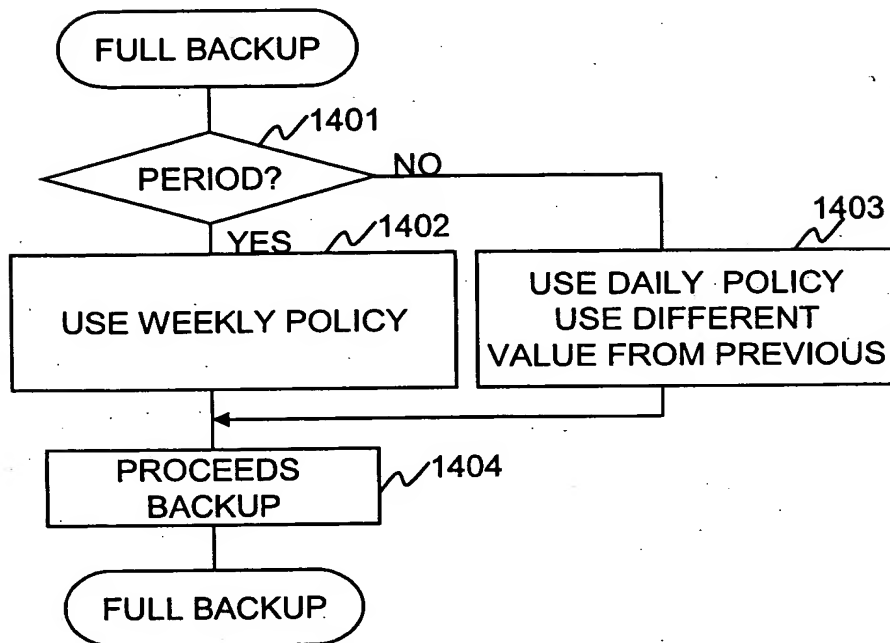 FULL BACKUP
1401
PERIOD?
NO
YES
1402
1403
USE WEEKLY POLICY
USE DAILY POLICY
USE DIFFERENT
VALUE FROM PREVIOUS
PROCEEDS
BACKUP
1404
FULL BACKUP